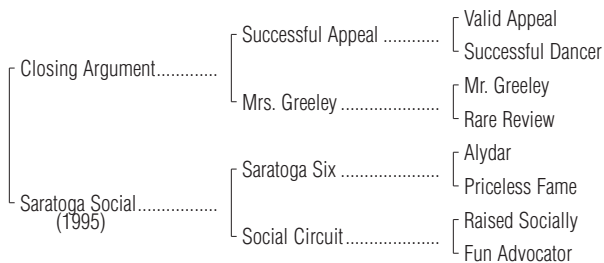 Valid Appeal
Successful Appeal ............
Successful Dancer
Closing Argument.............
Mr. Greeley
Mrs. Greeley .....................
Rare Review
Alydar
Saratoga Six .....................
Priceless Fame
Saratoga Social.................
(1995)
Raised Socially
Social Circuit....................
Fun Advocator